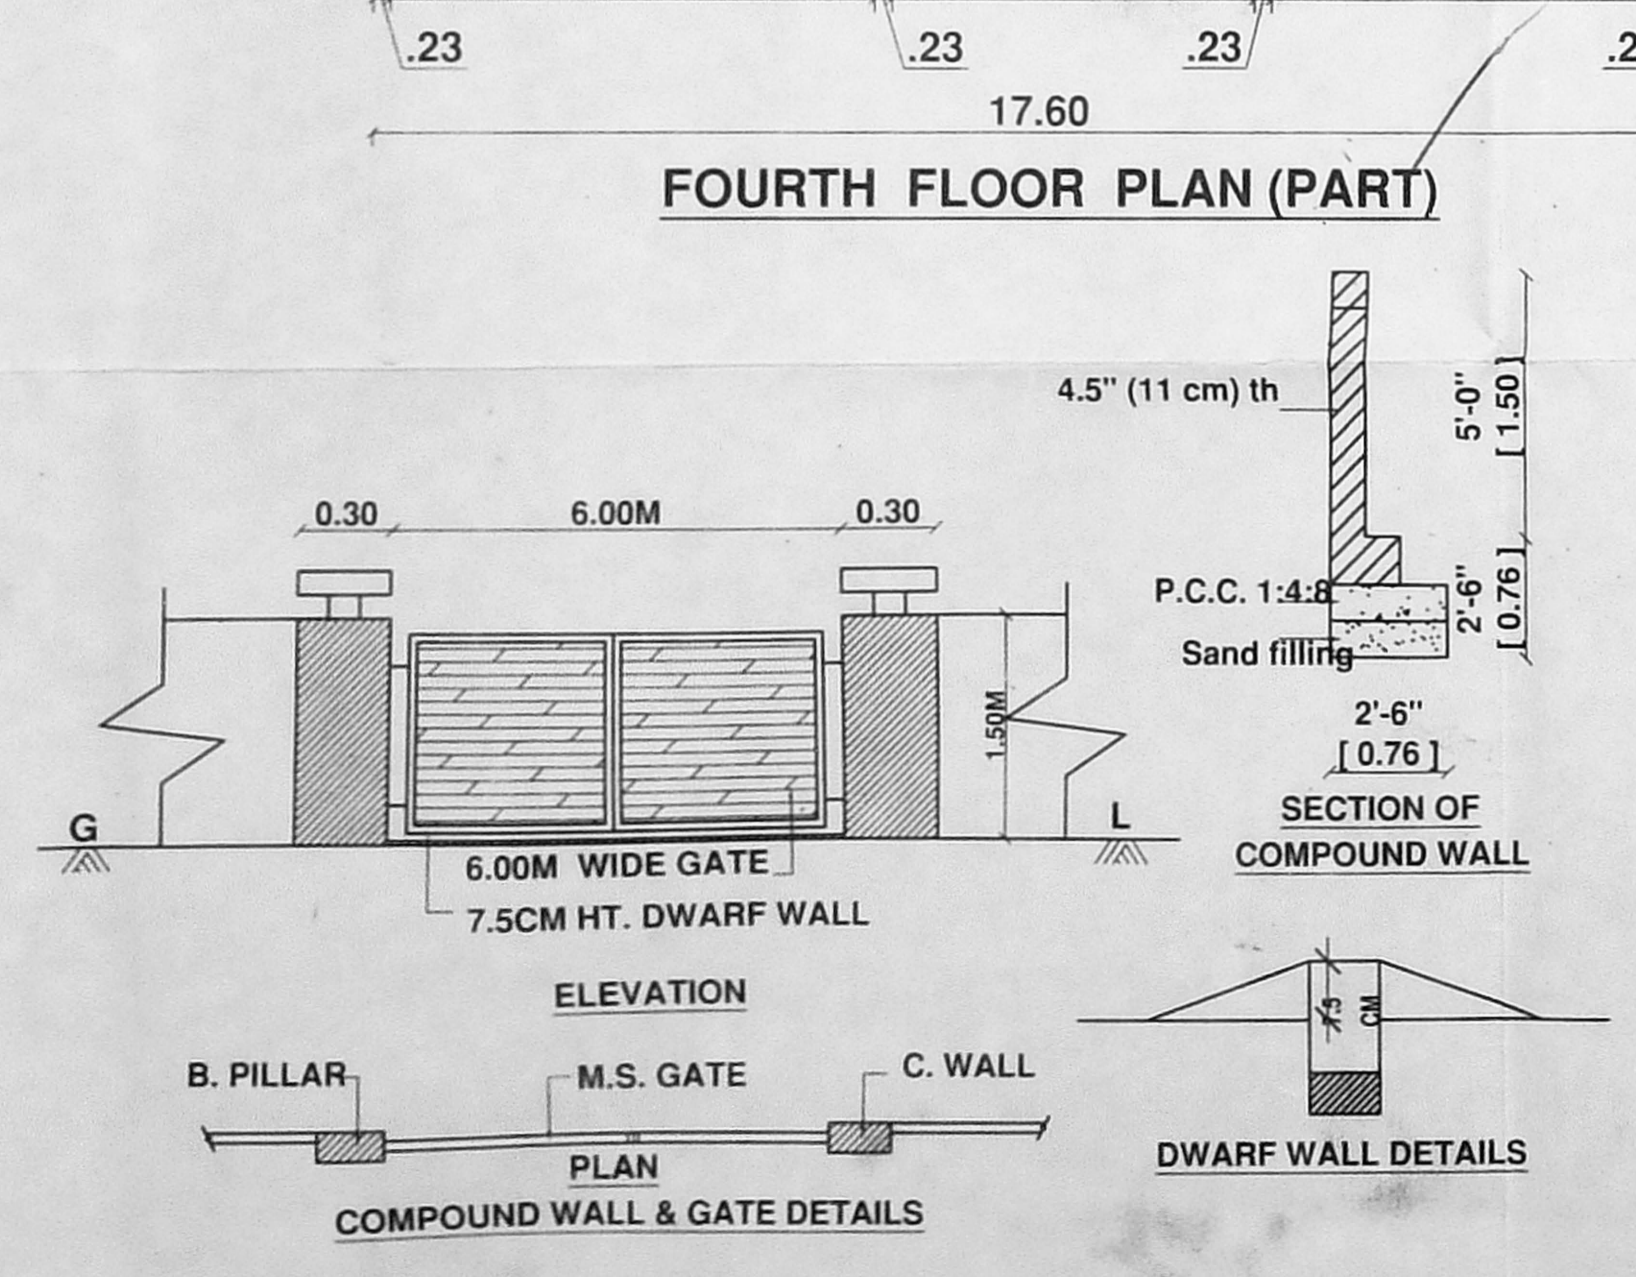 .23 .23 .23 .2
17.60
FOURTH FLOOR PLAN (PART)
4.5" (11 cm) th
5'-0"
[ 1.50 ]
P.C.C. 1:4:8
Sand filling
2'-6"
[ 0.76 ]
2'-6"
[ 0.76 ]
SECTION OF
COMPOUND WALL
0.30 6.00M 0.30
1.50M
G L
6.00M WIDE GATE
7.5CM HT. DWARF WALL
ELEVATION
B. PILLAR M.S. GATE C. WALL
PLAN
COMPOUND WALL & GATE DETAILS
7.5 CM
DWARF WALL DETAILS